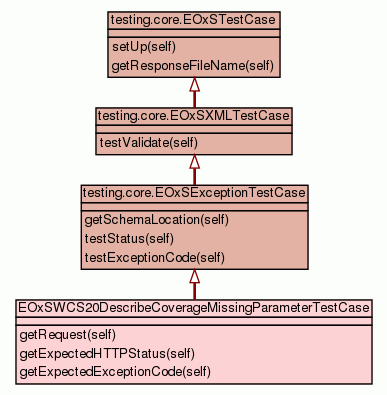 testing.core.EOxSTestCase
setUp(self)
getResponseFileName(self)
testing.core.EOxSXMLTestCase
testValidate(self)
testing.core.EOxSExceptionTestCase
getSchemaLocation(self)
testStatus(self)
testExceptionCode(self)
EOxSWCS20DescribeCoverageMissingParameterTestCase
getRequest(self)
getExpectedHTTPStatus(self)
getExpectedExceptionCode(self)